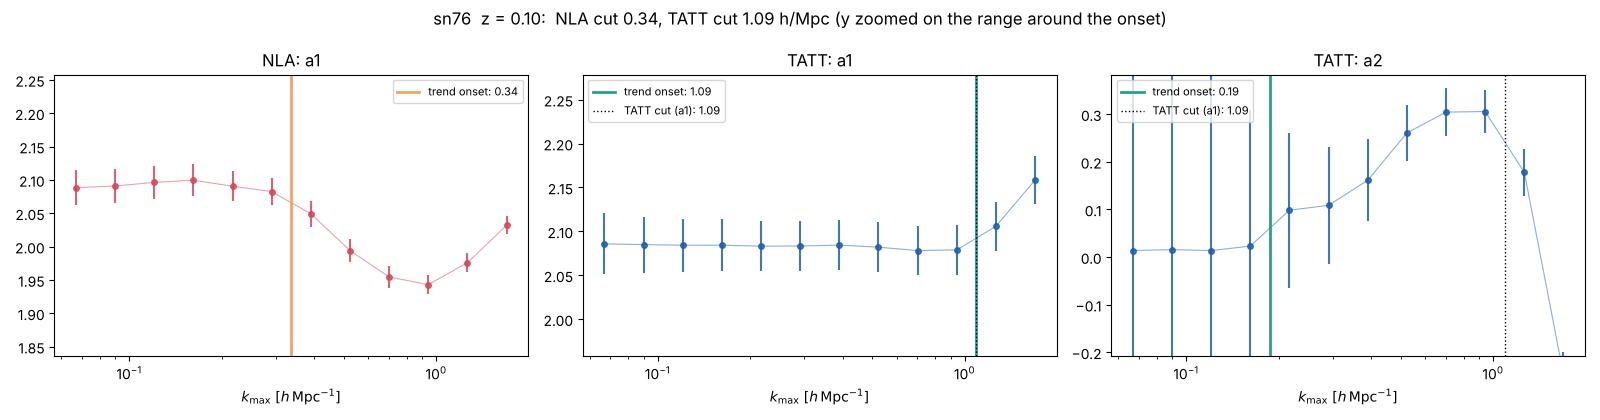 sn76  z = 0.10:  NLA cut 0.34, TATT cut 1.09 h/Mpc (y zoomed on the range around the onset)
NLA: a1
2.25
2.20
2.15
2.10
2.05
2.00
1.95
1.90
1.85
trend onset: 0.34
10⁻¹
10⁰
k_max [h Mpc⁻¹]
TATT: a1
2.25
2.20
2.15
2.10
2.05
2.00
trend onset: 1.09
TATT cut (a1): 1.09
10⁻¹
10⁰
k_max [h Mpc⁻¹]
TATT: a2
0.3
0.2
0.1
0.0
−0.1
−0.2
trend onset: 0.19
TATT cut (a1): 1.09
10⁻¹
10⁰
k_max [h Mpc⁻¹]